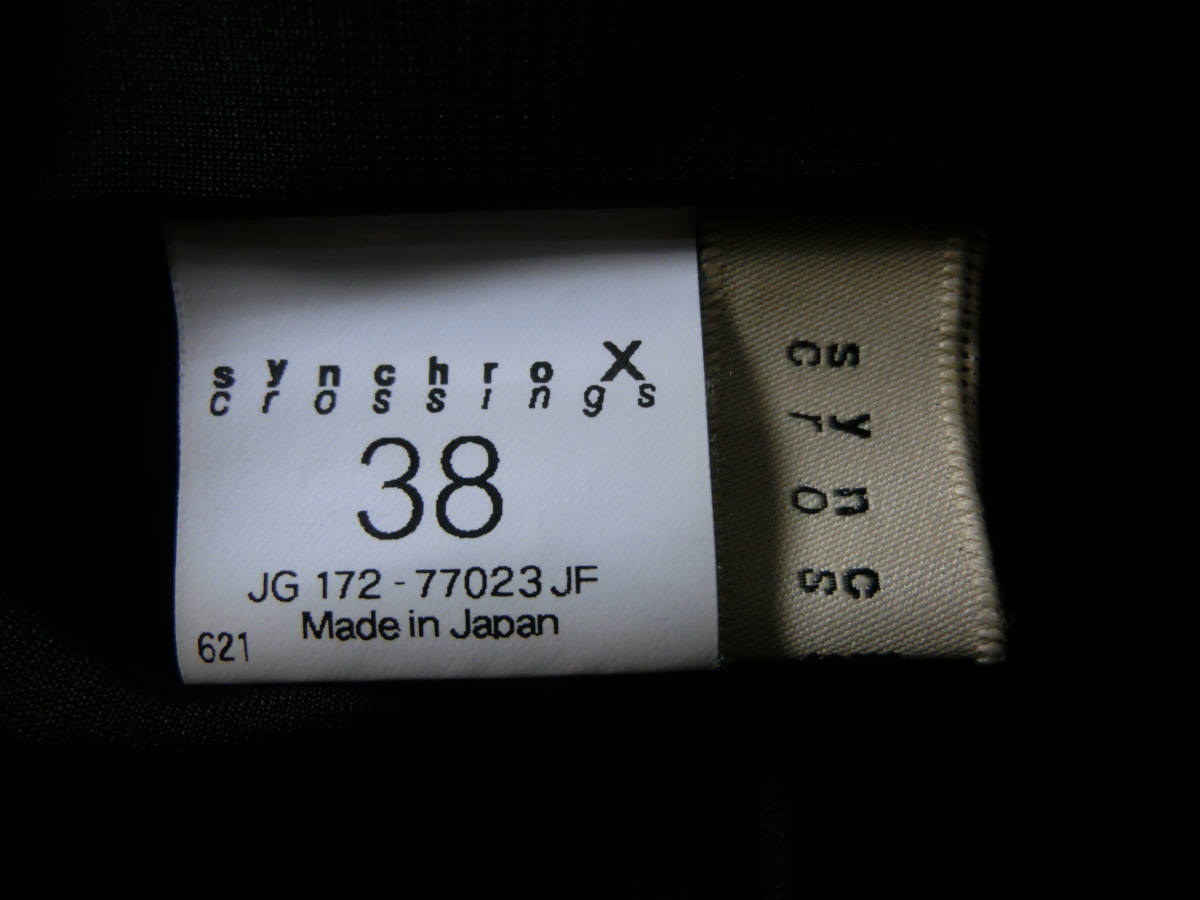 synchro X
crossings
38
JG 172-77023 JF
Made in Japan
621
sync
cros